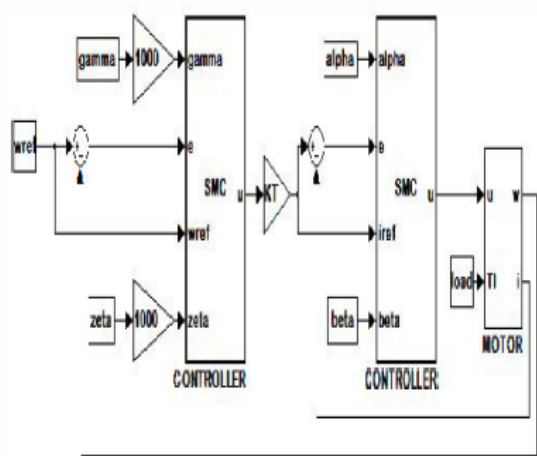 gamma
1000
gamma
alpha
alpha
wref
e
e
SMC
u
KT
SMC
u
u
w
wref
iref
load
Tl
i
zeta
1000
zeta
beta
beta
MOTOR
CONTROLLER
CONTROLLER